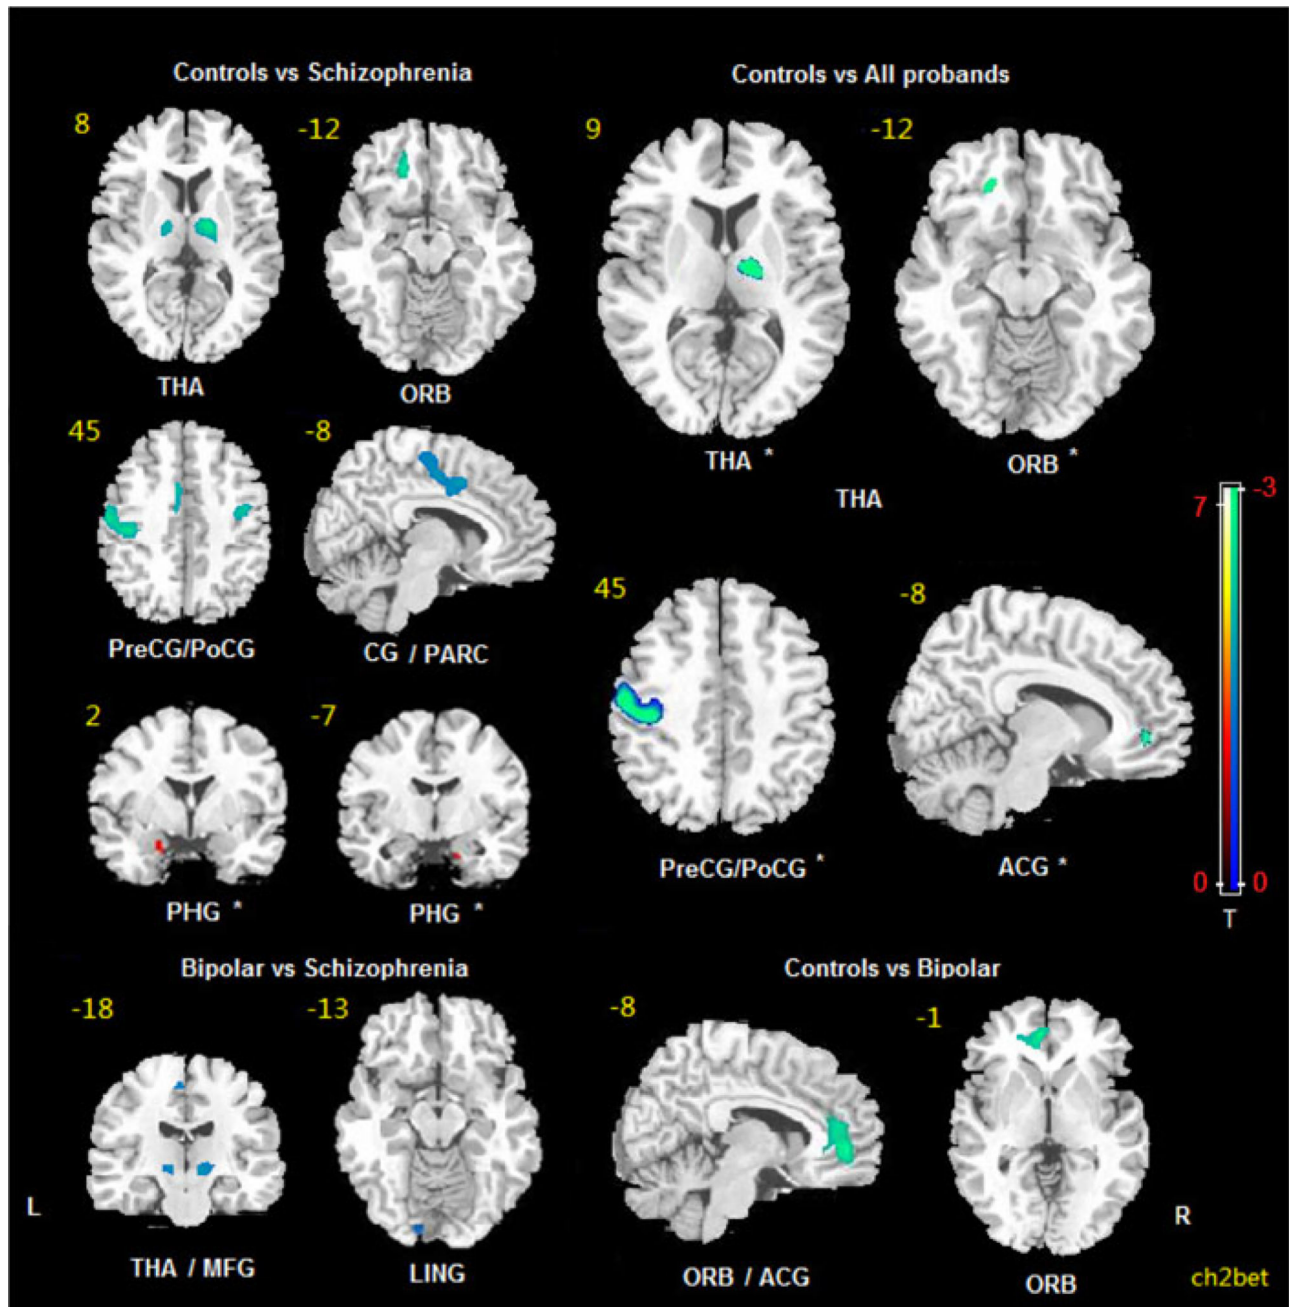 Controls vs Schizophrenia
8
-12
THA
ORB
45
-8
PreCG/PoCG
CG / PARC
2
-7
PHG *
PHG *
Controls vs All probands
9
-12
THA *
ORB *
THA
45
-8
PreCG/PoCG *
ACG *
7
-3
0
0
T
Bipolar vs Schizophrenia
-18
-13
L
THA / MFG
LING
Controls vs Bipolar
-8
-1
R
ORB / ACG
ORB
ch2bet